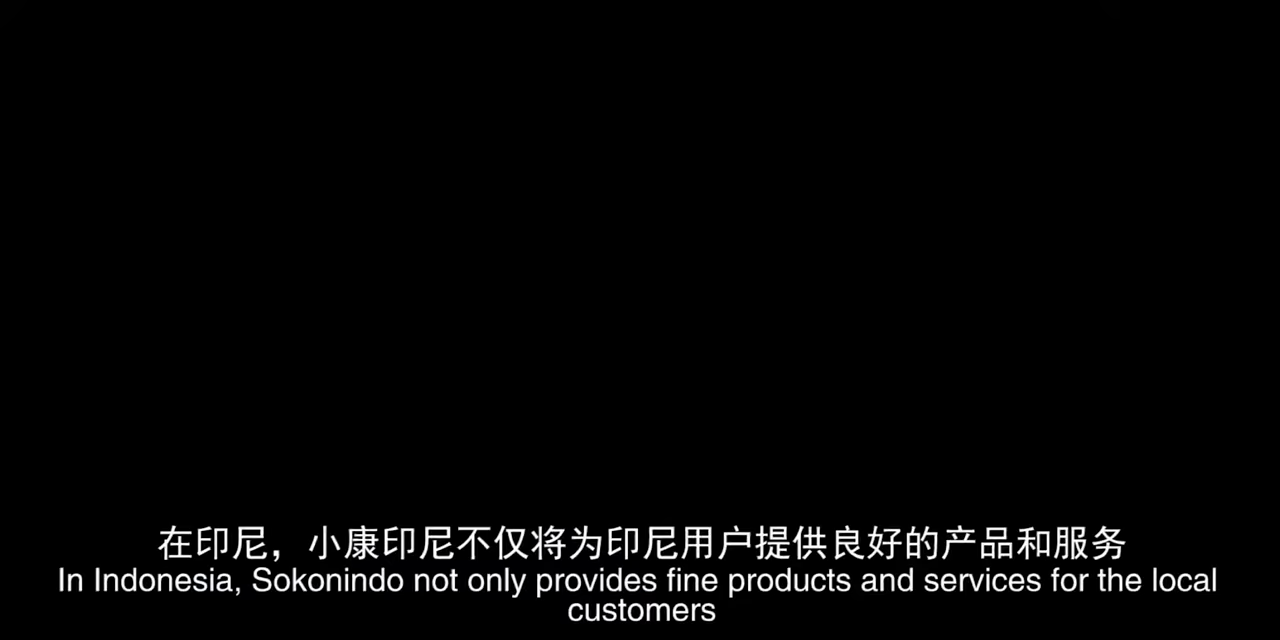 在印尼，小康印尼不仅将为印尼用户提供良好的产品和服务
In Indonesia, Sokonindo not only provides fine products and services for the local
customers